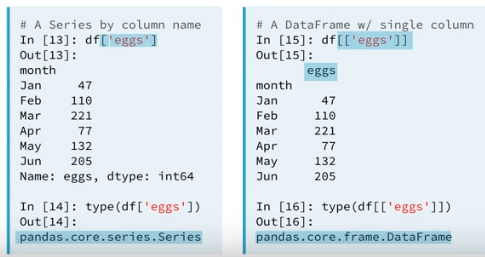 # A Series by column name
In [13]: df['eggs']
Out[13]:
month
Jan     47
Feb    110
Mar    221
Apr     77
May    132
Jun    205
Name: eggs, dtype: int64

In [14]: type(df['eggs'])
Out[14]:
pandas.core.series.Series

# A DataFrame w/ single column
In [15]: df[['eggs']]
Out[15]:
       eggs
month
Jan      47
Feb     110
Mar     221
Apr      77
May     132
Jun     205

In [16]: type(df[['eggs']])
Out[16]:
pandas.core.frame.DataFrame